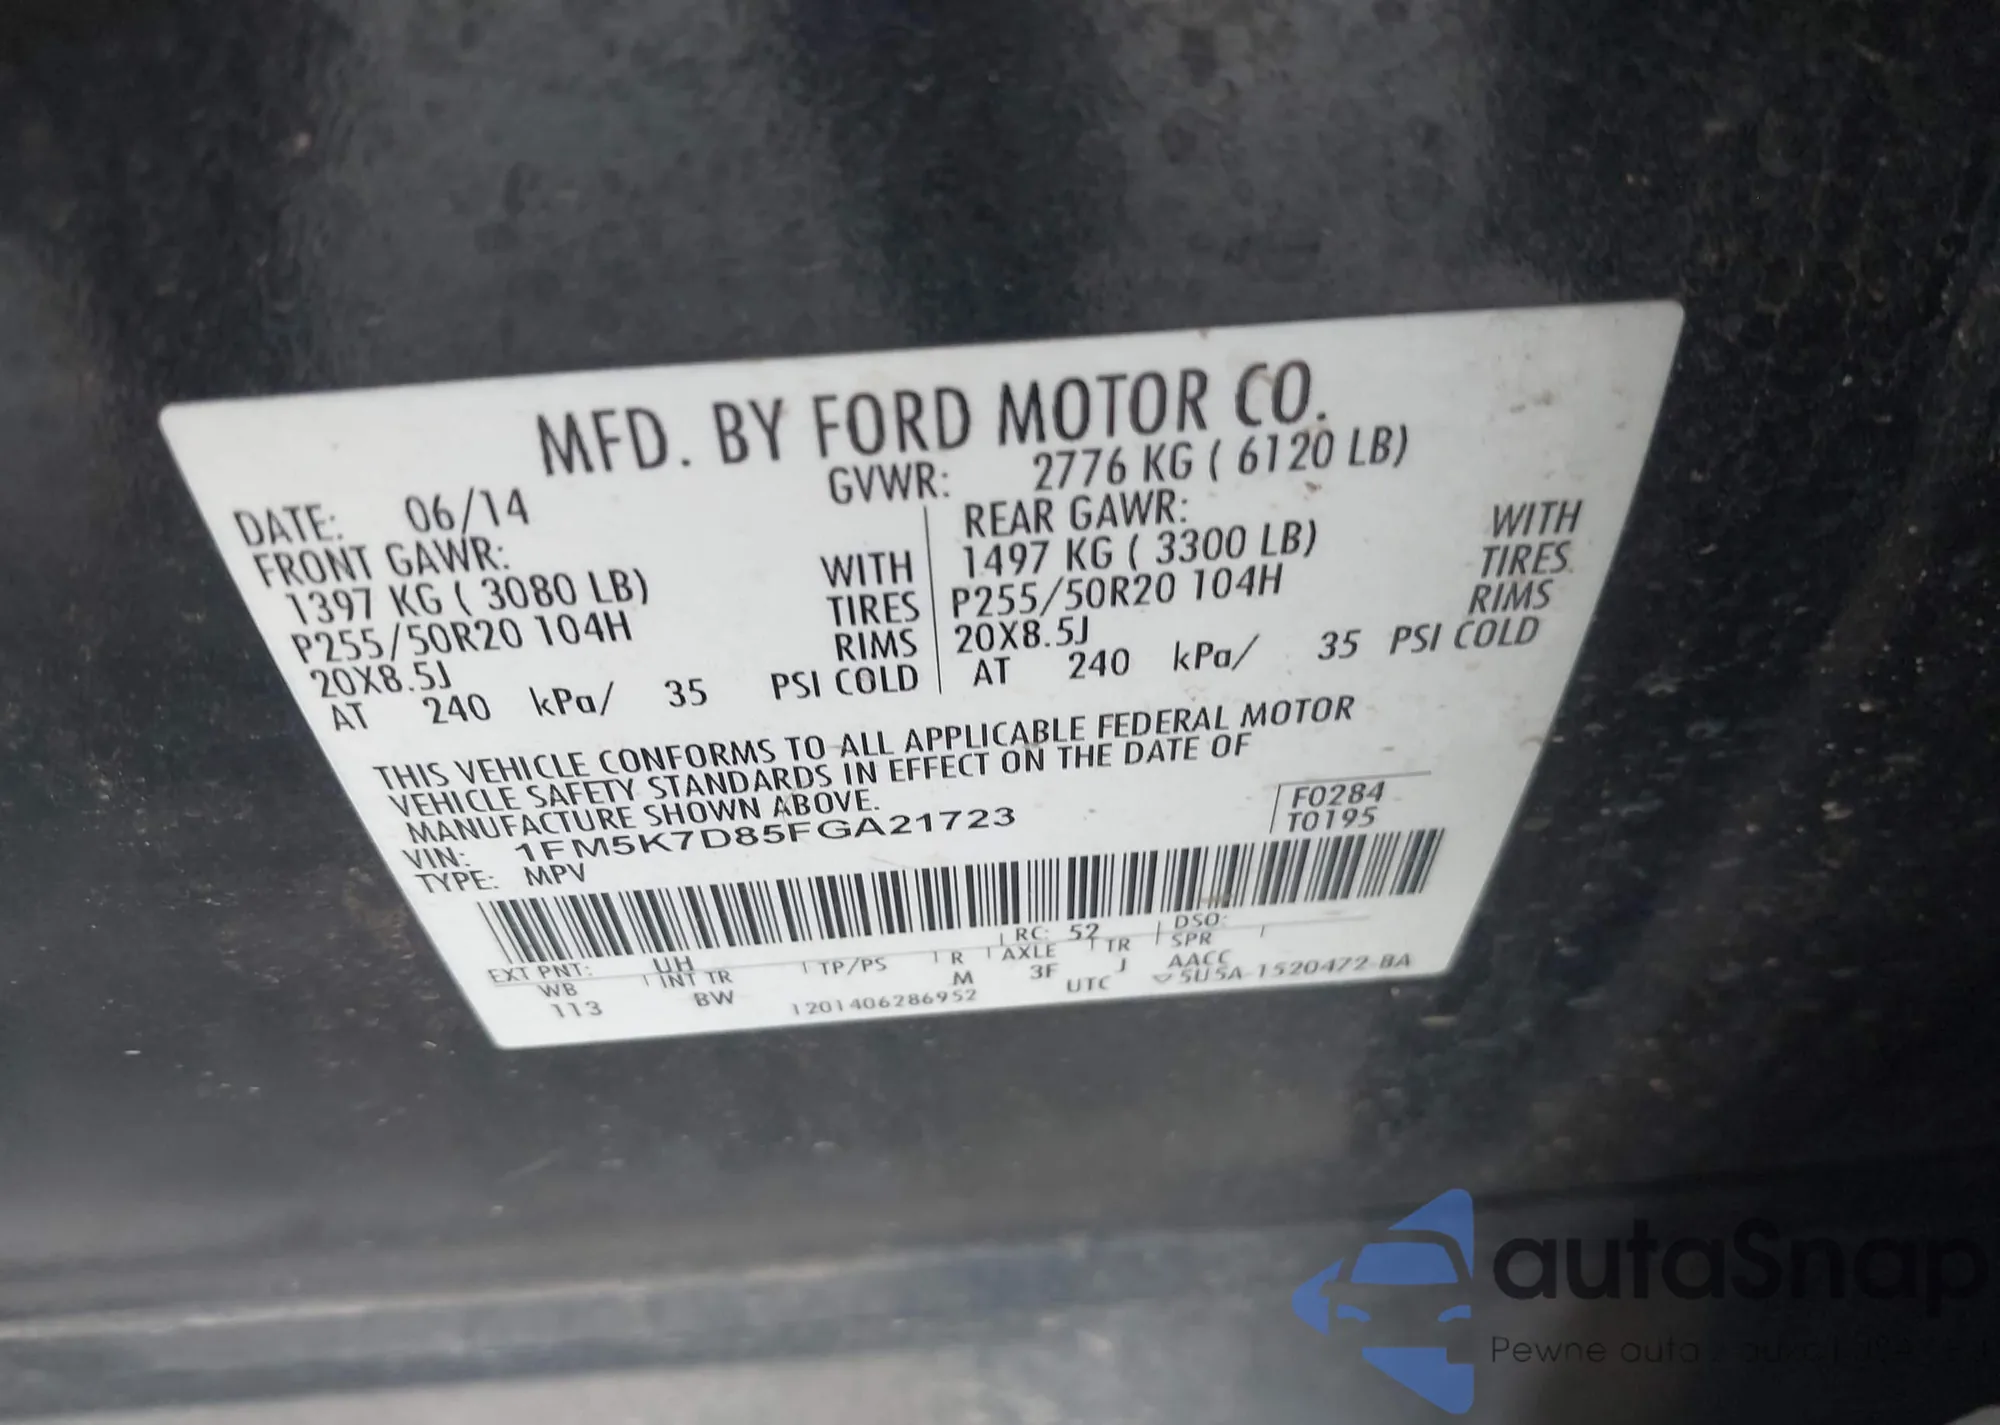 MFD. BY FORD MOTOR CO.
DATE: 06/14 GVWR: 2776 KG ( 6120 LB)
FRONT GAWR: REAR GAWR:
1397 KG ( 3080 LB) WITH 1497 KG ( 3300 LB) WITH
P255/50R20 104H TIRES P255/50R20 104H TIRES
20X8.5J RIMS 20X8.5J RIMS
AT 240 kPa/ 35 PSI COLD AT 240 kPa/ 35 PSI COLD
THIS VEHICLE CONFORMS TO ALL APPLICABLE FEDERAL MOTOR
VEHICLE SAFETY STANDARDS IN EFFECT ON THE DATE OF
MANUFACTURE SHOWN ABOVE.
VIN: 1FM5K7D85FGA21723 F0284
TYPE: MPV T0195
EXT PNT: UH RC: 52 DSO:
WB INT TR TP/PS R AXLE TR SPR
113 BW M 3F J AACC
1201406286952 UTC 5U5A-1520472-BA
autaSnap
Pewne auta